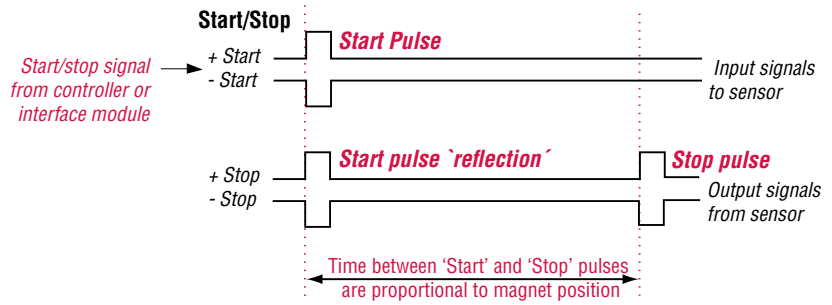 Start/Stop
Start Pulse
+ Start
- Start
Start/stop signal
from controller or
interface module
Input signals
to sensor
Start pulse `reflection´
Stop pulse
+ Stop
- Stop
Output signals
from sensor
Time between ‘Start’ and ‘Stop’ pulses
are proportional to magnet position